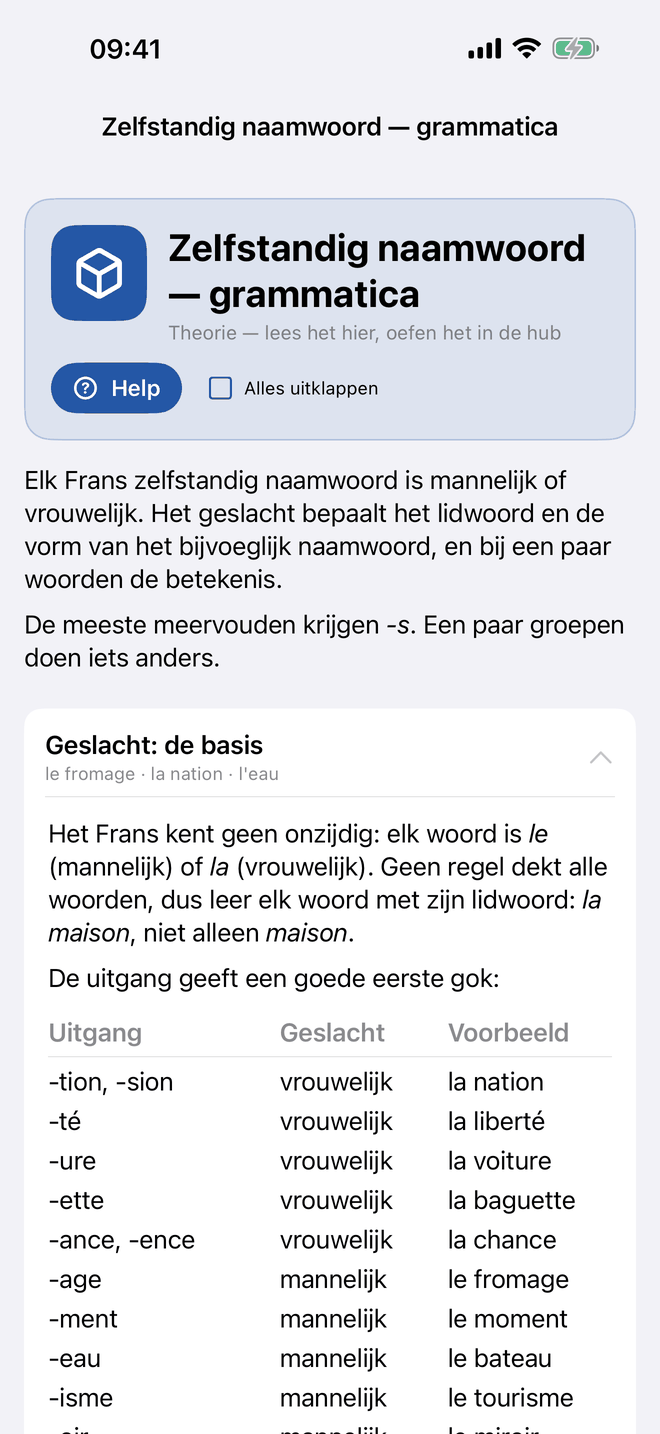 09:41
Zelfstandig naamwoord — grammatica
Zelfstandig naamwoord
— grammatica
Theorie — lees het hier, oefen het in de hub
Help
Alles uitklappen
Elk Frans zelfstandig naamwoord is mannelijk of
vrouwelijk. Het geslacht bepaalt het lidwoord en de
vorm van het bijvoeglijk naamwoord, en bij een paar
woorden de betekenis.
De meeste meervouden krijgen -s. Een paar groepen
doen iets anders.
Geslacht: de basis
le fromage · la nation · l'eau
Het Frans kent geen onzijdig: elk woord is le
(mannelijk) of la (vrouwelijk). Geen regel dekt alle
woorden, dus leer elk woord met zijn lidwoord: la
maison, niet alleen maison.
De uitgang geeft een goede eerste gok:
Uitgang Geslacht Voorbeeld
-tion, -sion vrouwelijk la nation
-té vrouwelijk la liberté
-ure vrouwelijk la voiture
-ette vrouwelijk la baguette
-ance, -ence vrouwelijk la chance
-age mannelijk le fromage
-ment mannelijk le moment
-eau mannelijk le bateau
-isme mannelijk le tourisme